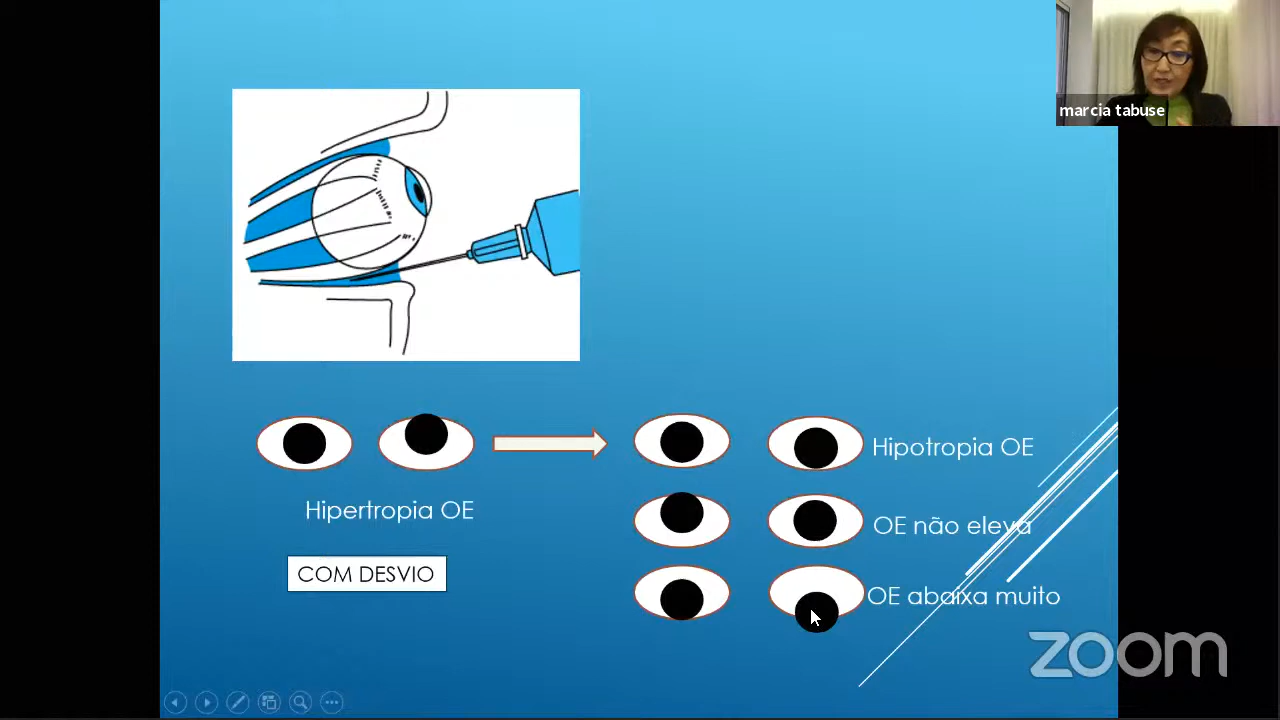 marcia tabuse
Hipotropia OE
Hipertropia OE
OE não eleva
COM DESVIO
OE abaixa muito
zoom